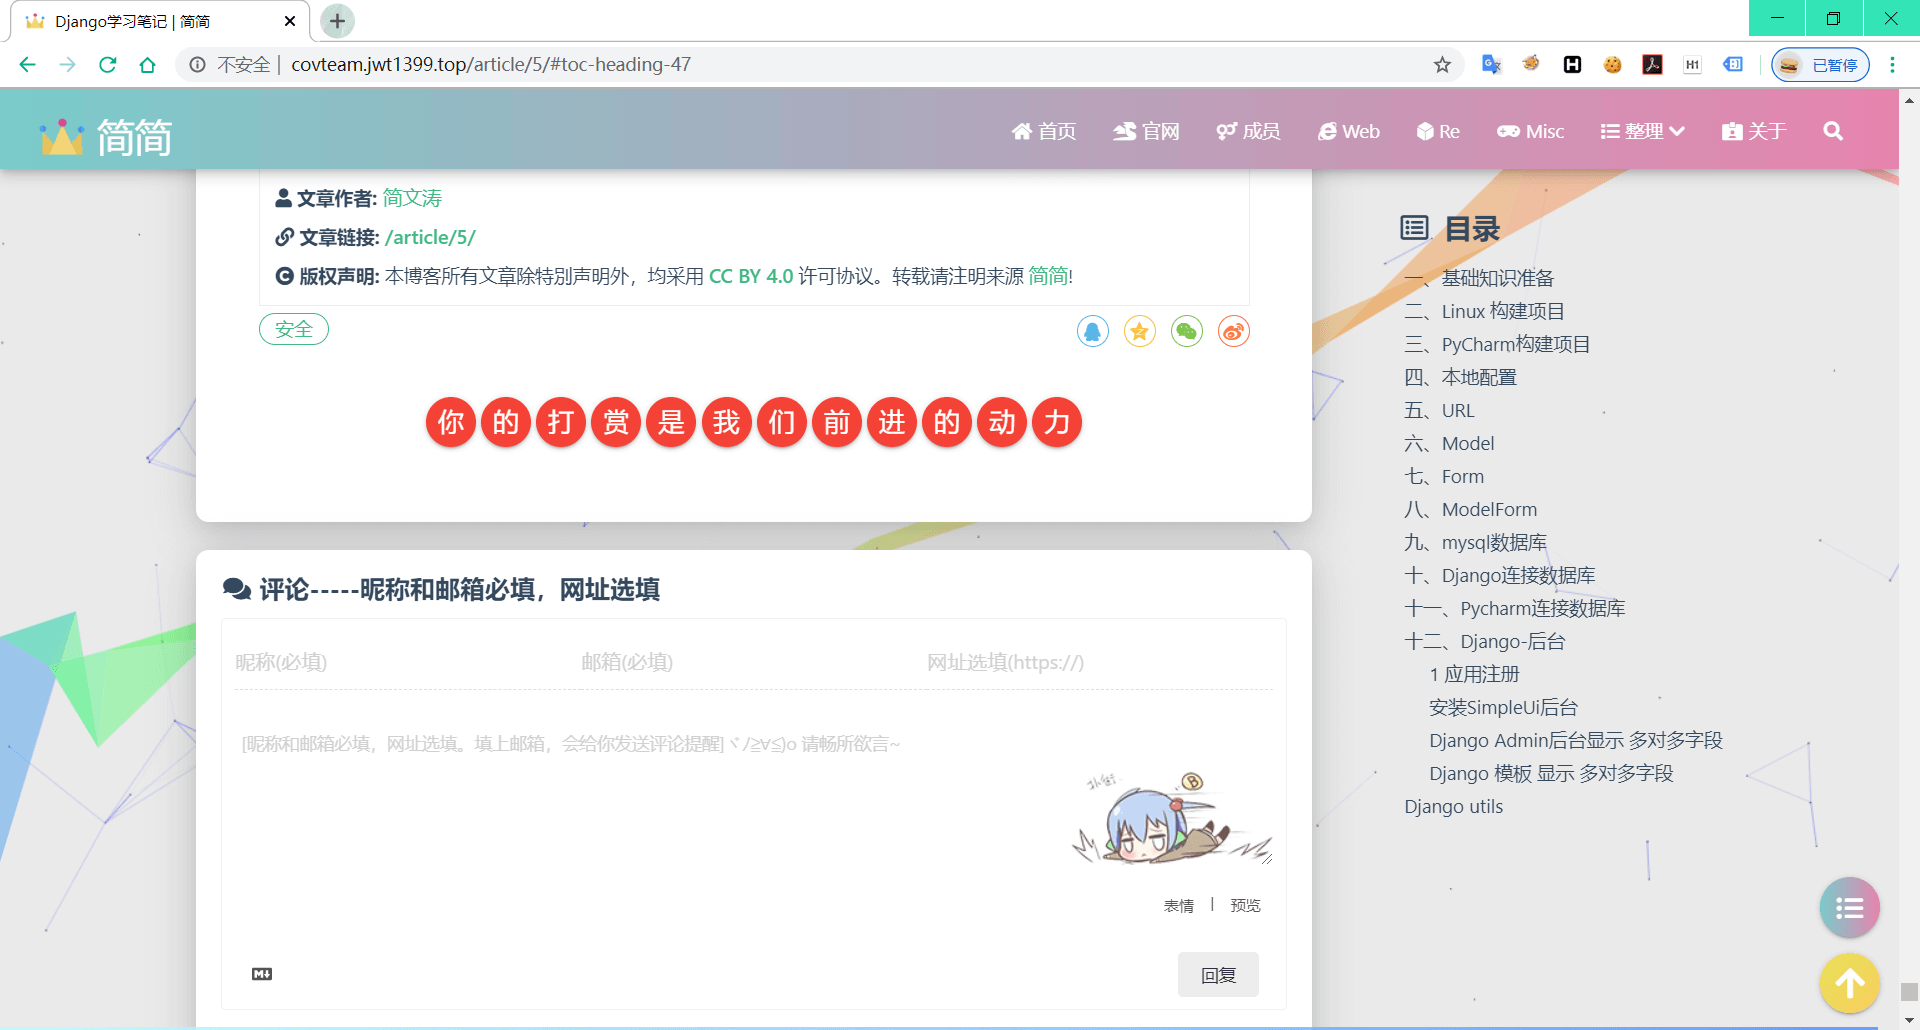 Django学习笔记 | 简简
不安全 | covteam.jwt1399.top/article/5/#toc-heading-47
H1
已暂停
简简
首页 官网 成员 Web Re Misc 整理 关于
文章作者: 简文涛
文章链接: /article/5/
版权声明: 本博客所有文章除特别声明外，均采用 CC BY 4.0 许可协议。转载请注明来源 简简!
安全
你的打赏是我们前进的动力
评论-----昵称和邮箱必填，网址选填
昵称(必填) 邮箱(必填) 网址选填(https://)
[昵称和邮箱必填，网址选填。填上邮箱，会给你发送评论提醒]ヾﾉ≧∀≦)o 请畅所欲言~
B
表情 | 预览
M↓
回复
目录
一、基础知识准备
二、Linux 构建项目
三、PyCharm构建项目
四、本地配置
五、URL
六、Model
七、Form
八、ModelForm
九、mysql数据库
十、Django连接数据库
十一、Pycharm连接数据库
十二、Django-后台
1 应用注册
安装SimpleUi后台
Django Admin后台显示 多对多字段
Django 模板 显示 多对多字段
Django utils